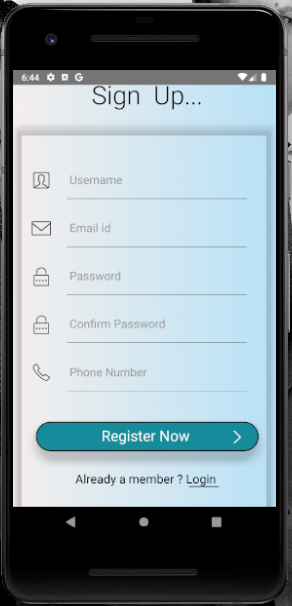 6:44
Sign Up...
Username
Email id
Password
Confirm Password
Phone Number
Register Now
Already a member ? Login